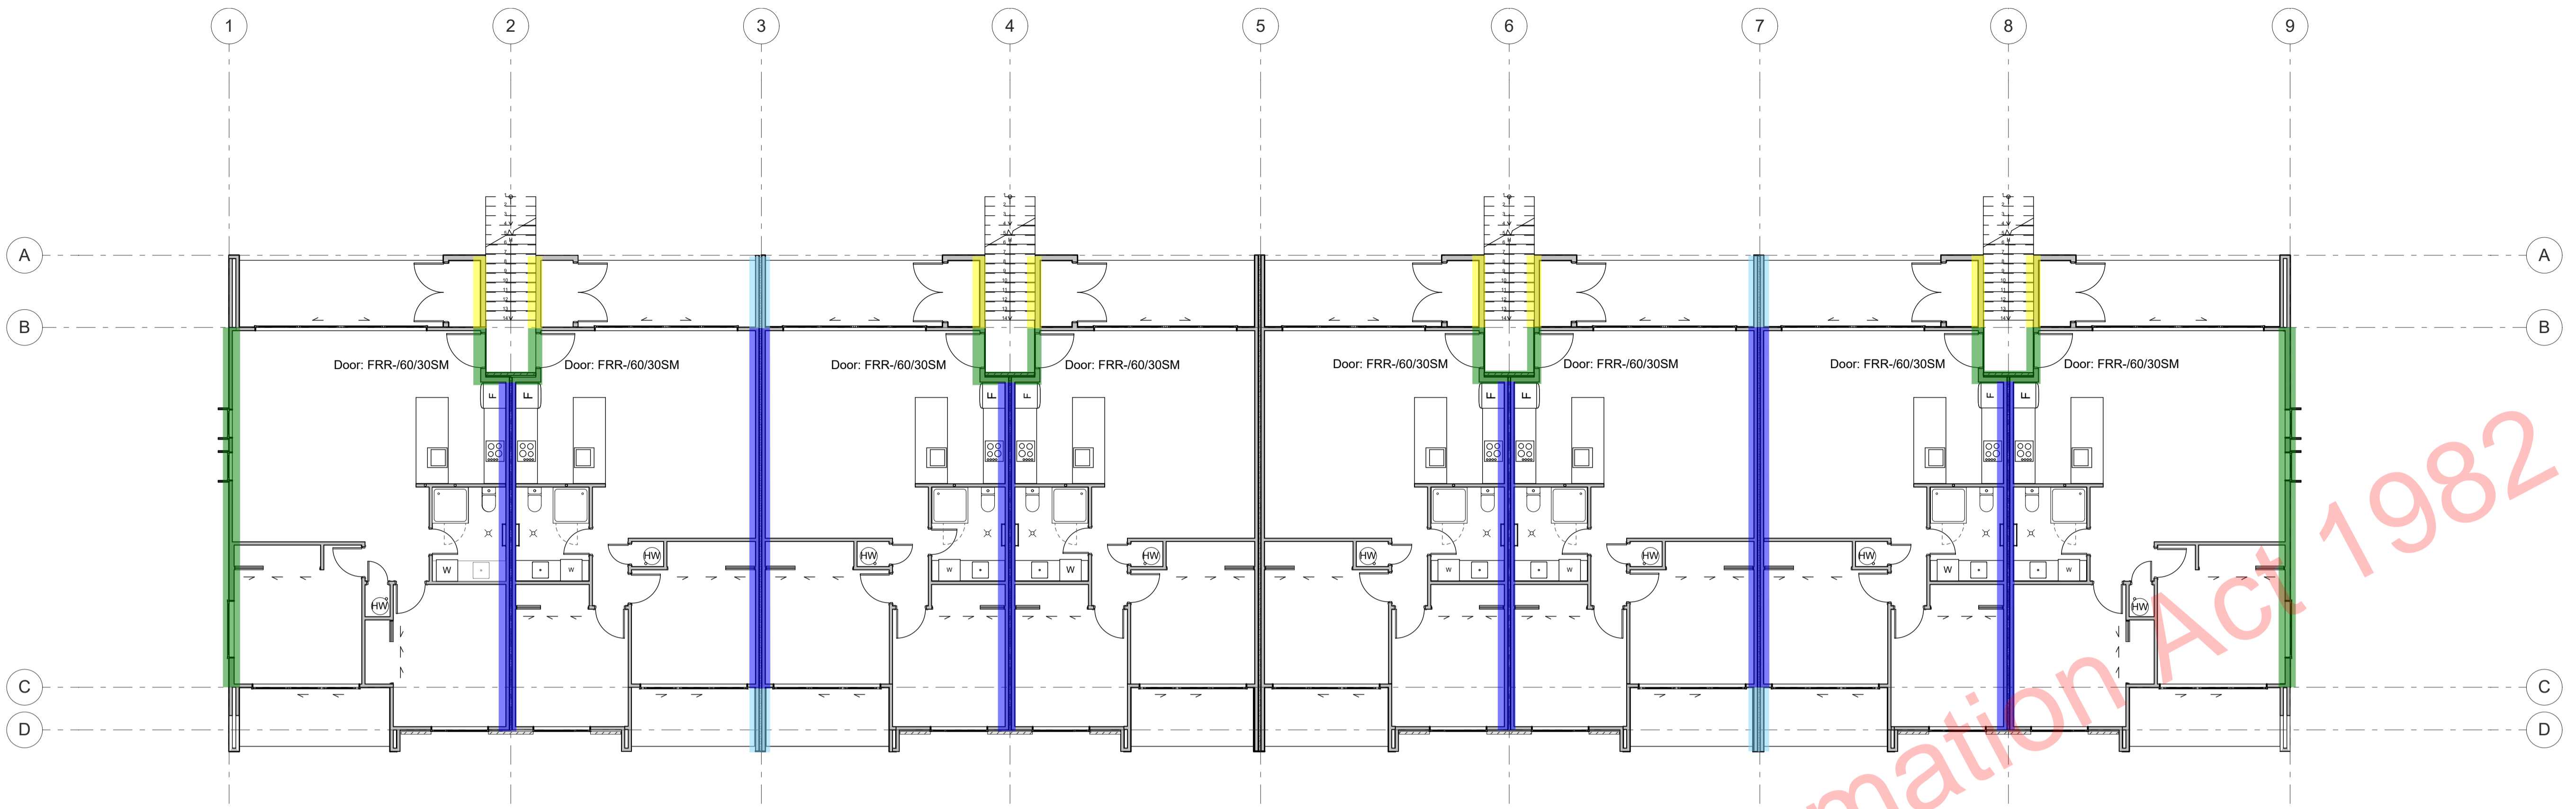 1 2 3 4 5 6 7 8 9
A A
B B
Door: FRR-/60/30SM Door: FRR-/60/30SM Door: FRR-/60/30SM Door: FRR-/60/30SM Door: FRR-/60/30SM Door: FRR-/60/30SM Door: FRR-/60/30SM Door: FRR-/60/30SM
F F F F F F F F
HW HW HW HW HW HW
W W W W W W W W
HW HW
C C
D D
mation Act 1982